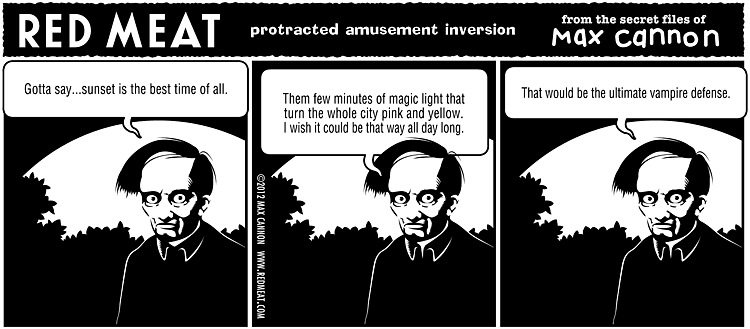 RED MEAT
protracted amusement inversion
from the secret files of
Max cannon
Gotta say...sunset is the best time of all.
Them few minutes of magic light that
turn the whole city pink and yellow.
I wish it could be that way all day long.
©2012 MAX CANNON WWW.REDMEAT.COM
That would be the ultimate vampire defense.